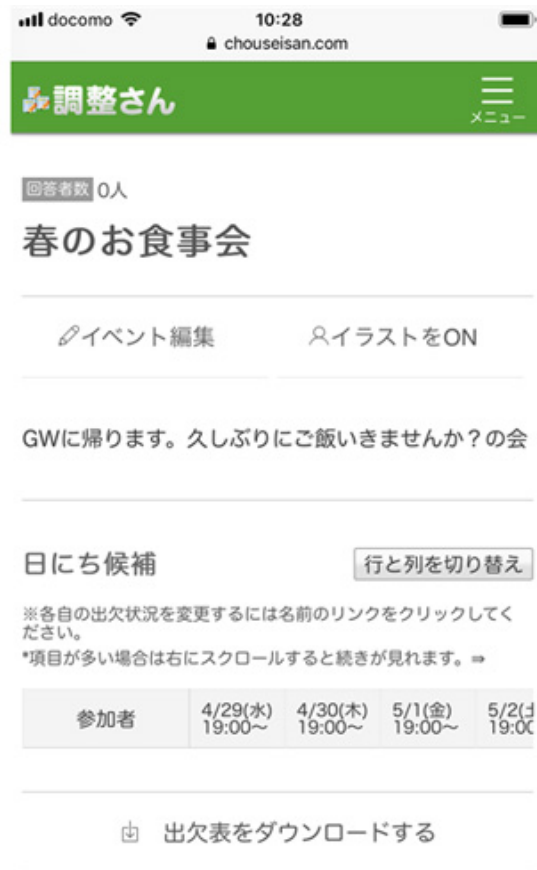 docomo 10:28
chouseisan.com
調整さん
メニュー
回答者数 0人
春のお食事会
イベント編集 イラストをON
GWに帰ります。久しぶりにご飯いきませんか？の会
日にち候補 行と列を切り替え
※各自の出欠状況を変更するには名前のリンクをクリックしてく
ださい。
*項目が多い場合は右にスクロールすると続きが見れます。⇒
参加者 4/29(水) 4/30(木) 5/1(金) 5/2(土
19:00～ 19:00～ 19:00～ 19:00
出欠表をダウンロードする